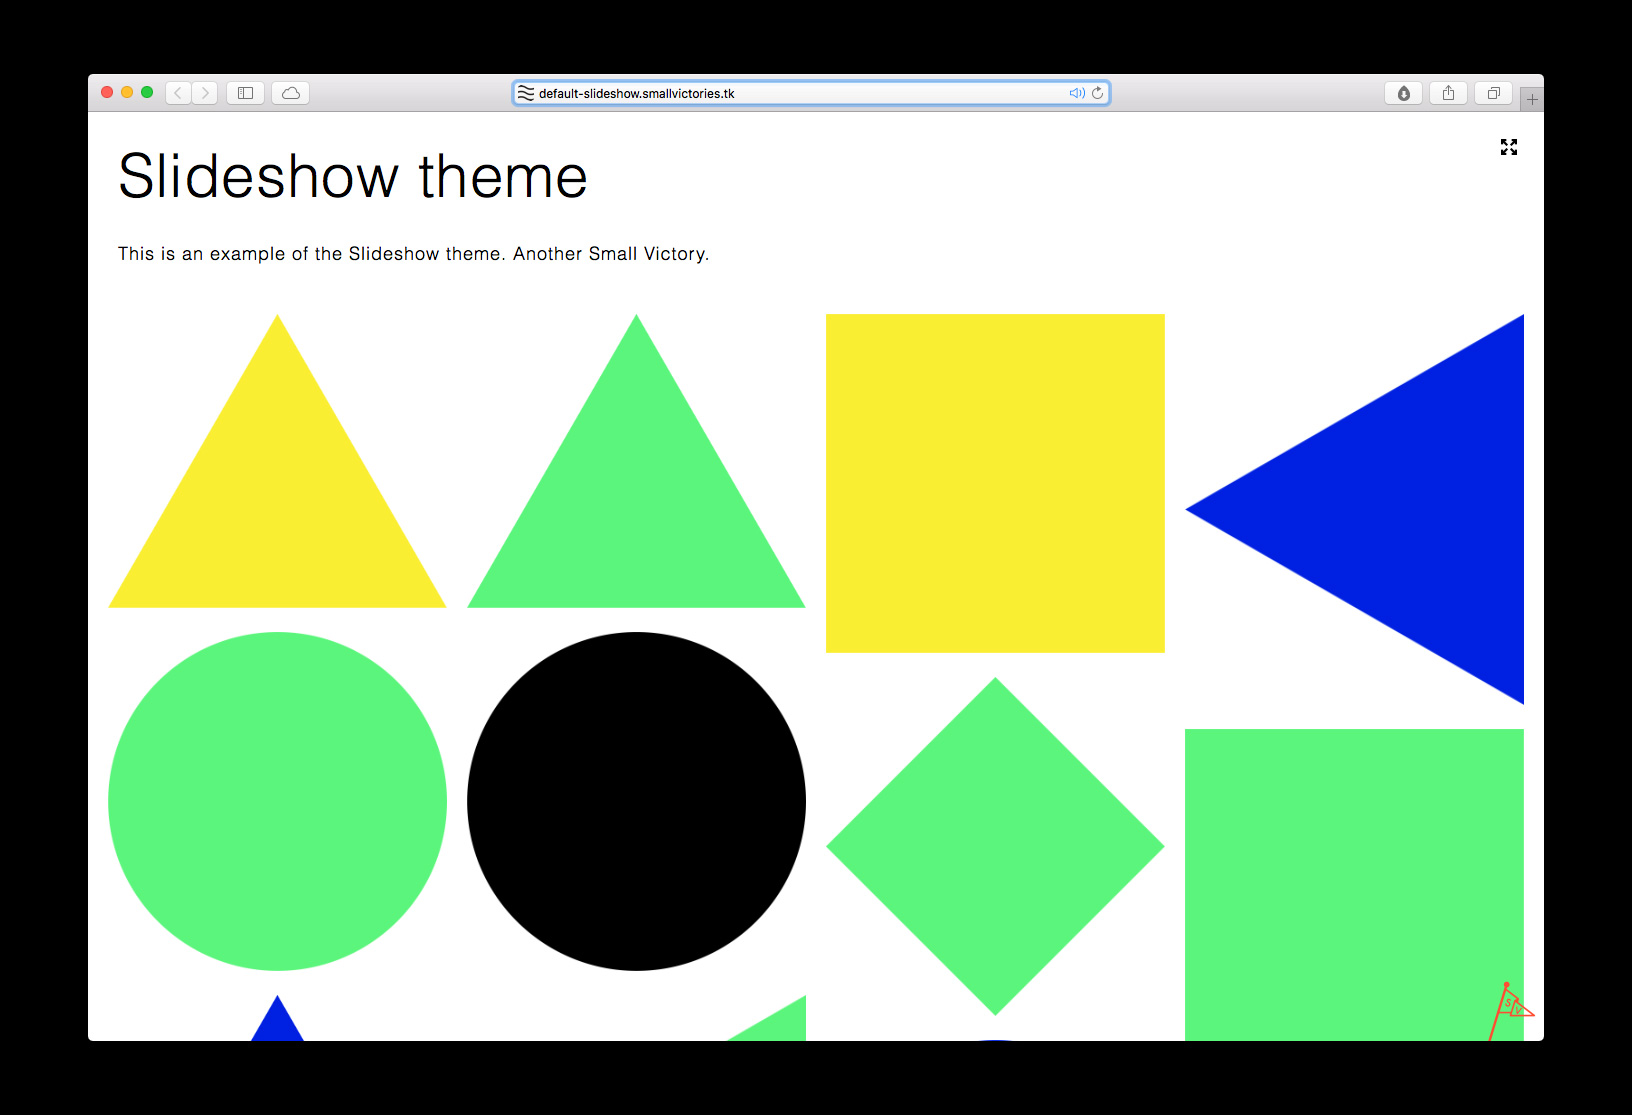 default-slideshow.smallvictories.tk
Slideshow theme
This is an example of the Slideshow theme. Another Small Victory.
S
V